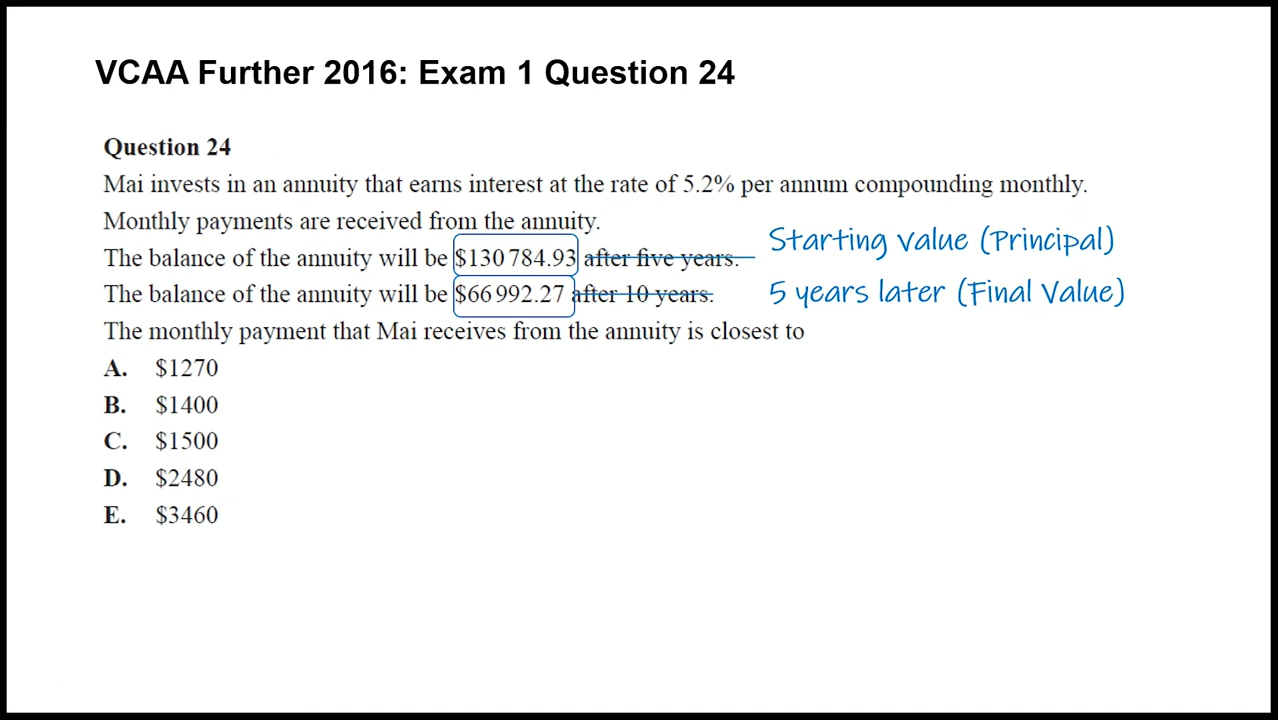 VCAA Further 2016: Exam 1 Question 24
Question 24
Mai invests in an annuity that earns interest at the rate of 5.2% per annum compounding monthly.
Monthly payments are received from the annuity.
The balance of the annuity will be $130 784.93 after five years. Starting value (Principal)
The balance of the annuity will be $66 992.27 after 10 years. 5 years later (Final Value)
The monthly payment that Mai receives from the annuity is closest to
A. $1270
B. $1400
C. $1500
D. $2480
E. $3460